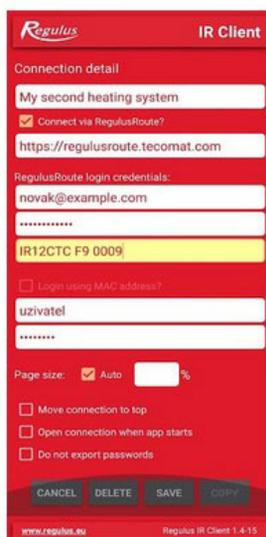 Regulus IR Client
Connection detail
My second heating system
Connect via RegulusRoute?
https://regulusroute.tecomat.com
RegulusRoute login credentials:
novak@example.com
••••••••••••
IR12CTC F9 0009
Login using MAC address?
uzivatel
••••••••
Page size: Auto %
Move connection to top
Open connection when app starts
Do not export passwords
CANCEL DELETE SAVE COPY
www.regulus.eu Regulus IR Client 1.4-15